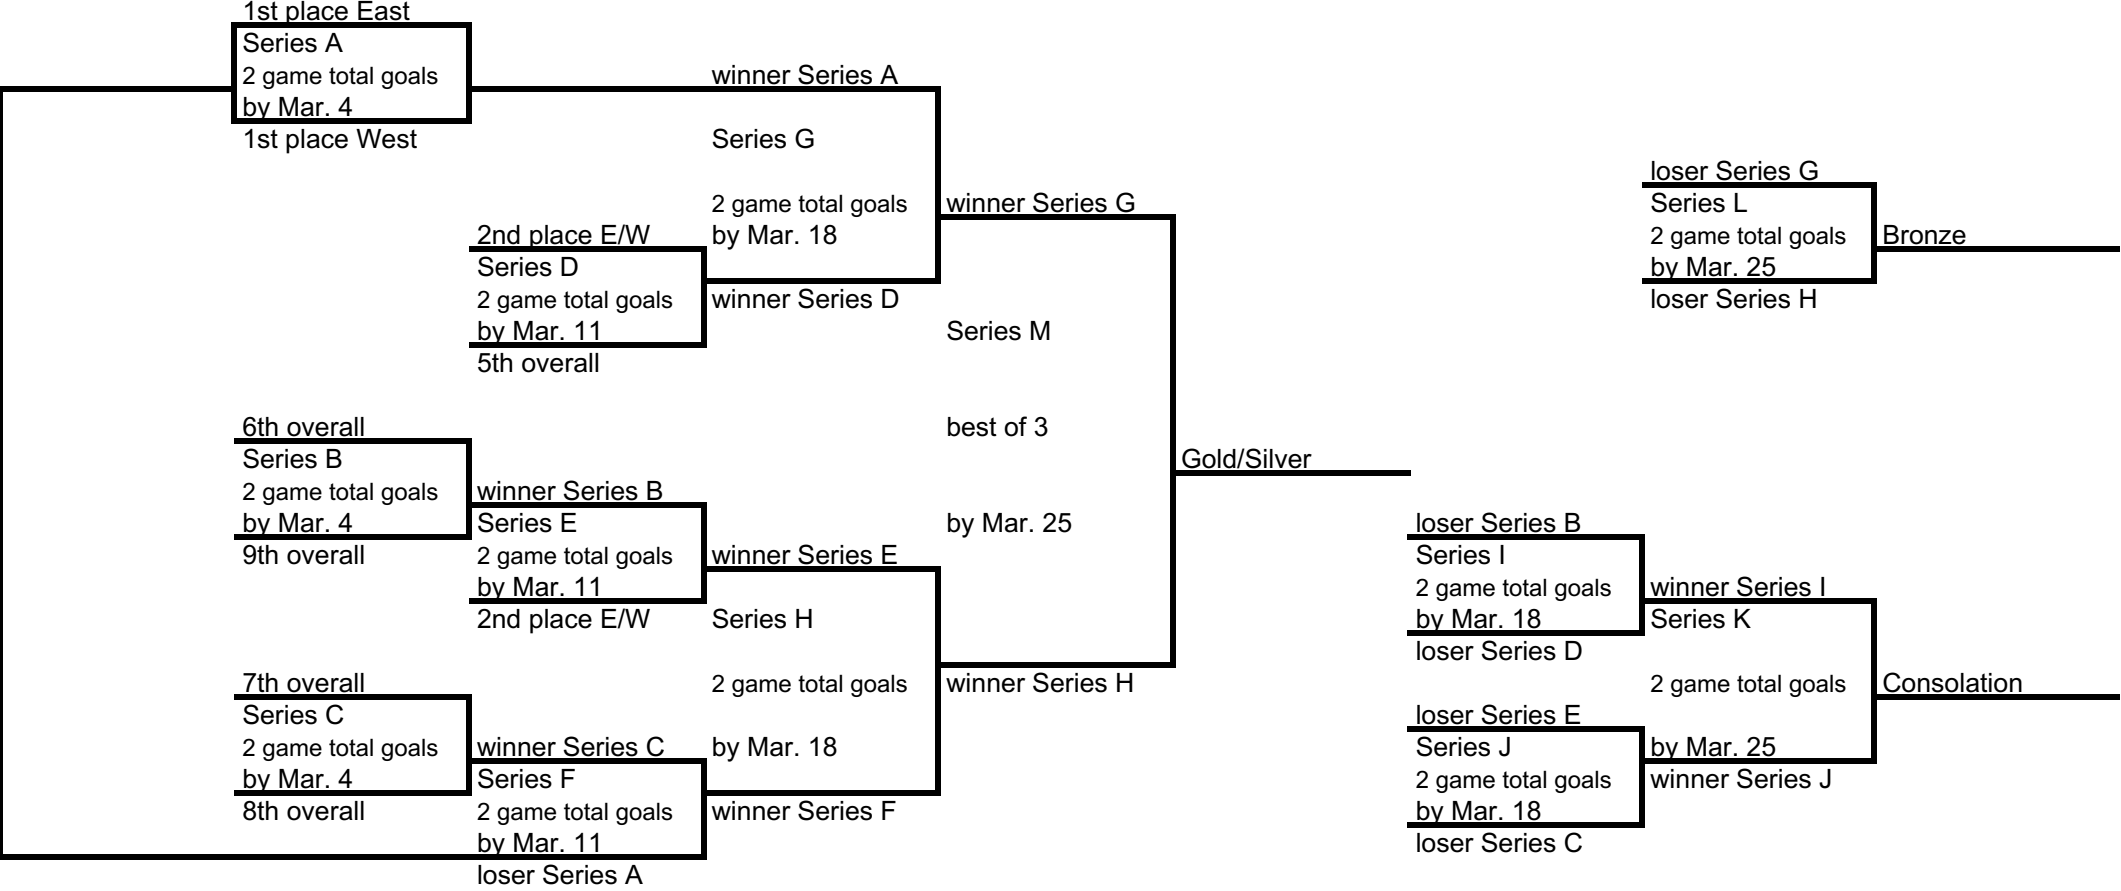 1st place East
Series A
2 game total goals
by Mar. 4
1st place West
winner Series A
Series G
2 game total goals
by Mar. 18
winner Series D
2nd place E/W
Series D
2 game total goals
by Mar. 11
5th overall
6th overall
Series B
2 game total goals
by Mar. 4
9th overall
winner Series B
Series E
2 game total goals
by Mar. 11
2nd place E/W
7th overall
Series C
2 game total goals
by Mar. 4
8th overall
winner Series C
Series F
2 game total goals
by Mar. 11
loser Series A
winner Series E
Series H
2 game total goals
by Mar. 18
winner Series F
winner Series G
Series M
best of 3
by Mar. 25
winner Series H
Gold/Silver
loser Series G
Series L
2 game total goals
by Mar. 25
loser Series H
Bronze
loser Series B
Series I
2 game total goals
by Mar. 18
loser Series D
loser Series E
Series J
2 game total goals
by Mar. 18
loser Series C
winner Series I
Series K
2 game total goals
by Mar. 25
winner Series J
Consolation